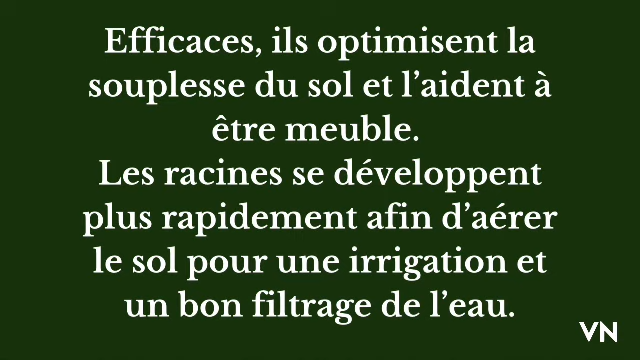 Efficaces, ils optimisent la
souplesse du sol et l’aident à
être meuble.
Les racines se développent
plus rapidement afin d’aérer
le sol pour une irrigation et
un bon filtrage de l’eau.
VN